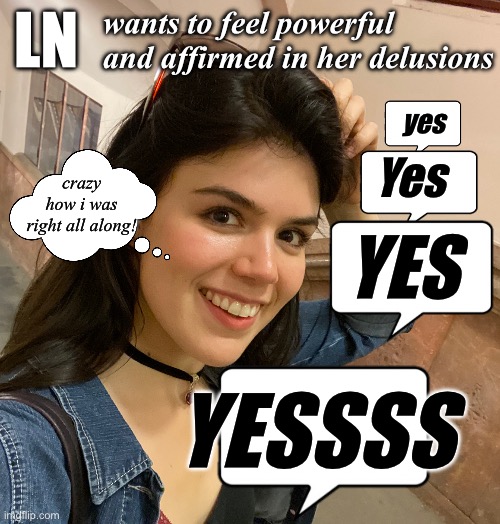 LN wants to feel powerful
and affirmed in her delusions
yes
Yes
crazy
how i was
right all along!
YES
YESSSS
imgflip.com